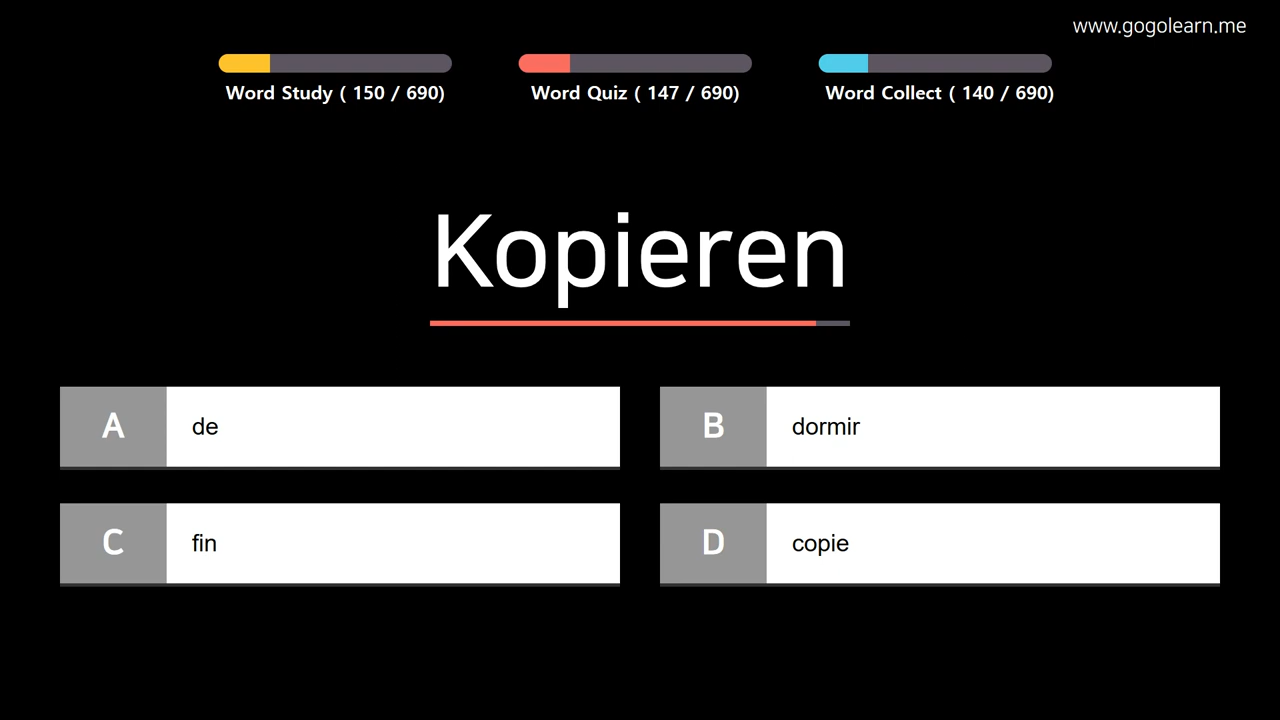 www.gogolearn.me
Word Study ( 150 / 690)
Word Quiz ( 147 / 690)
Word Collect ( 140 / 690)
Kopieren
A de
B dormir
C fin
D copie